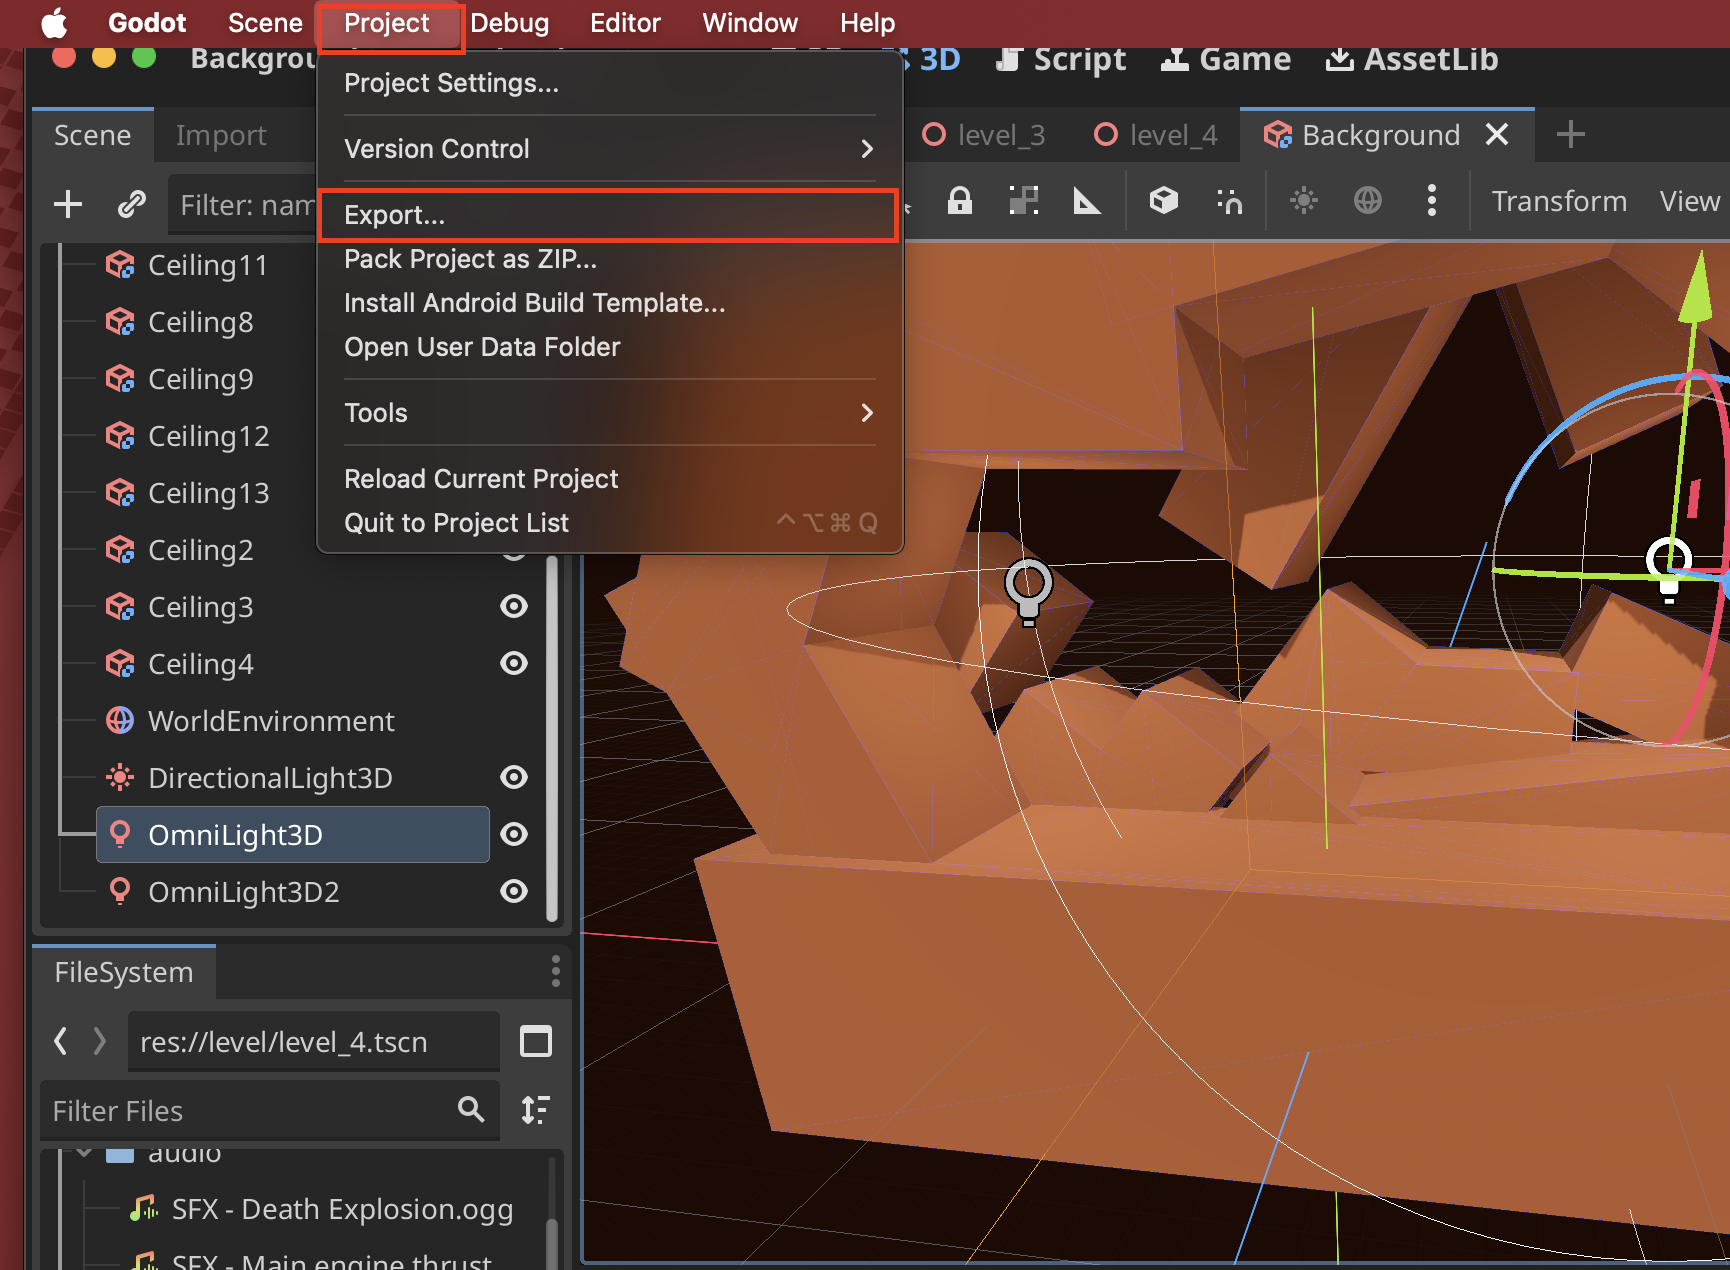 Godot Scene Project Debug Editor Window Help
Backgrou
3D Script Game AssetLib
Project Settings...
Version Control
Export...
Pack Project as ZIP...
Install Android Build Template...
Open User Data Folder
Tools
Reload Current Project
Quit to Project List ^⌥⌘Q
level_3 level_4 Background
Transform View
Scene Import
Filter: nam
Ceiling11
Ceiling8
Ceiling9
Ceiling12
Ceiling13
Ceiling2
Ceiling3
Ceiling4
WorldEnvironment
DirectionalLight3D
OmniLight3D
OmniLight3D2
FileSystem
res://level/level_4.tscn
Filter Files
audio
SFX - Death Explosion.ogg
SFX - Main engine thrust